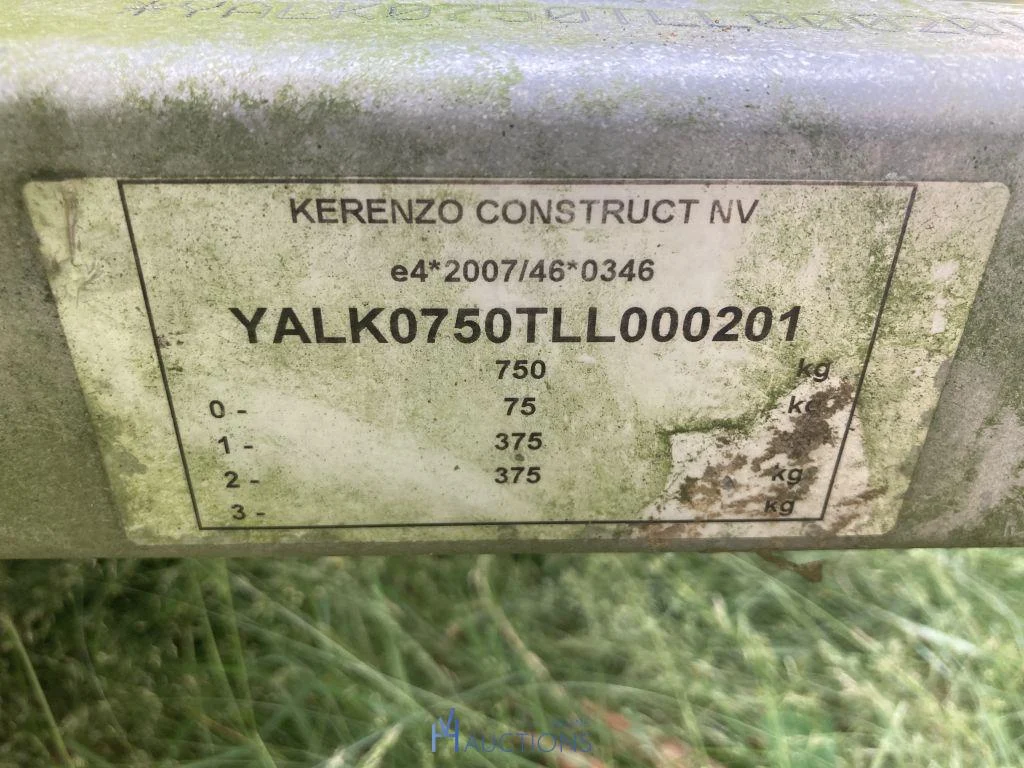 KERENZO CONSTRUCT NV
e4*2007/46*0346
YALK0750TLL000201
750 kg
0 - 75 kg
1 - 375
2 - 375 kg
3 - kg
AUCTIONS